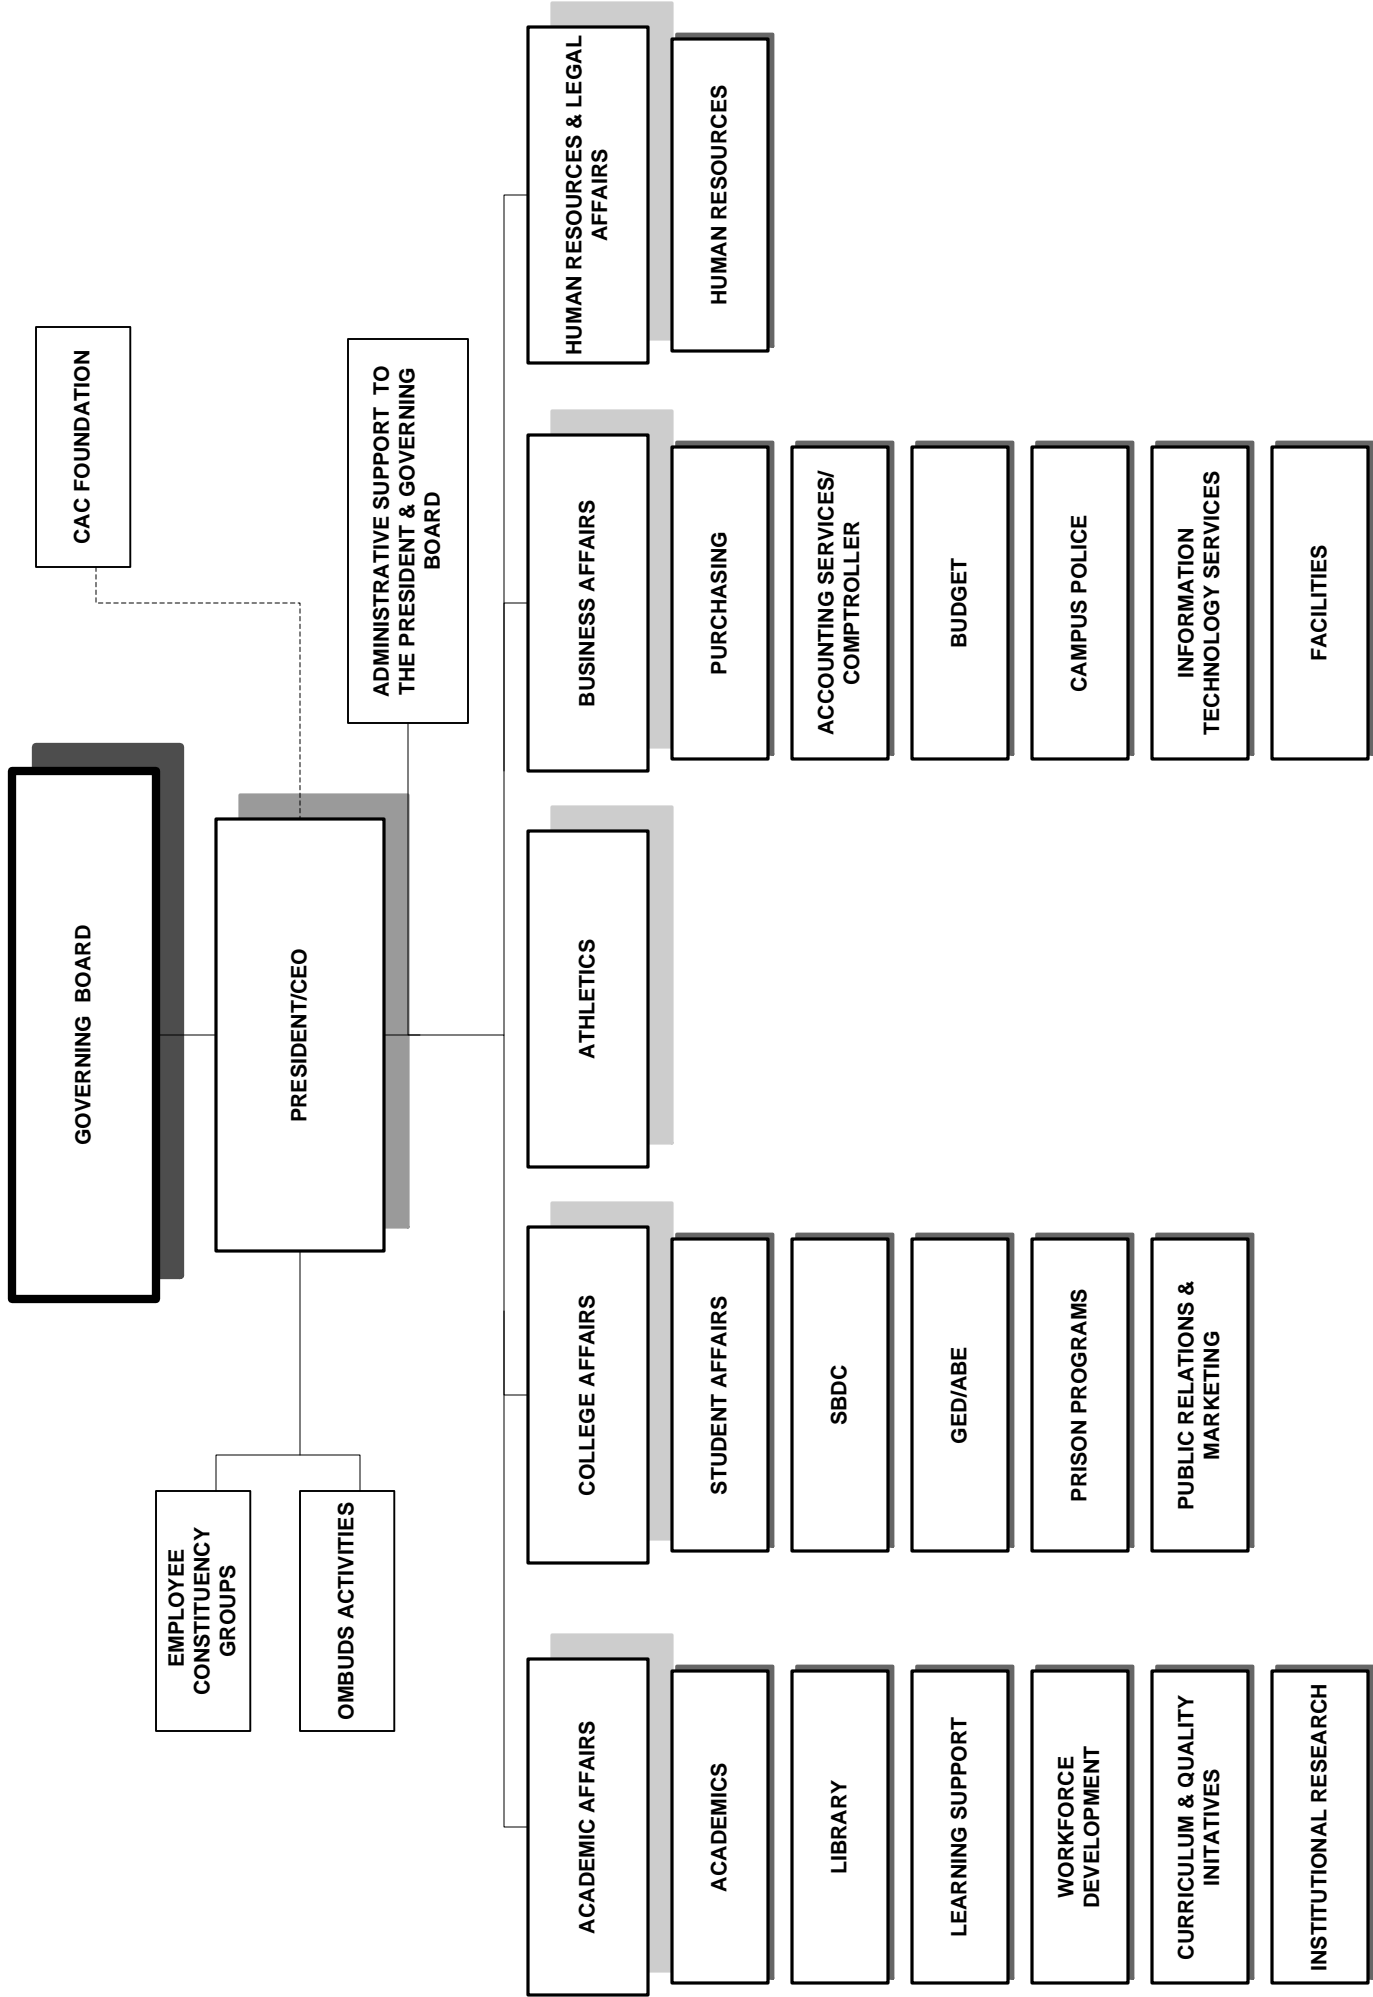 GOVERNING  BOARD
CAC FOUNDATION
EMPLOYEE
CONSTITUENCY
GROUPS
PRESIDENT/CEO
OMBUDS ACTIVITIES
ADMINISTRATIVE SUPPORT  TO
THE PRESIDENT & GOVERNING
BOARD
ACADEMIC AFFAIRS
ACADEMICS
LIBRARY
LEARNING SUPPORT
WORKFORCE
DEVELOPMENT
CURRICULUM & QUALITY
INITATIVES
INSTITUTIONAL RESEARCH
COLLEGE AFFAIRS
STUDENT AFFAIRS
SBDC
GED/ABE
PRISON PROGRAMS
PUBLIC RELATIONS &
MARKETING
ATHLETICS
BUSINESS AFFAIRS
PURCHASING
ACCOUNTING SERVICES/
COMPTROLLER
BUDGET
CAMPUS POLICE
INFORMATION
TECHNOLOGY SERVICES
FACILITIES
HUMAN RESOURCES & LEGAL
AFFAIRS
HUMAN RESOURCES